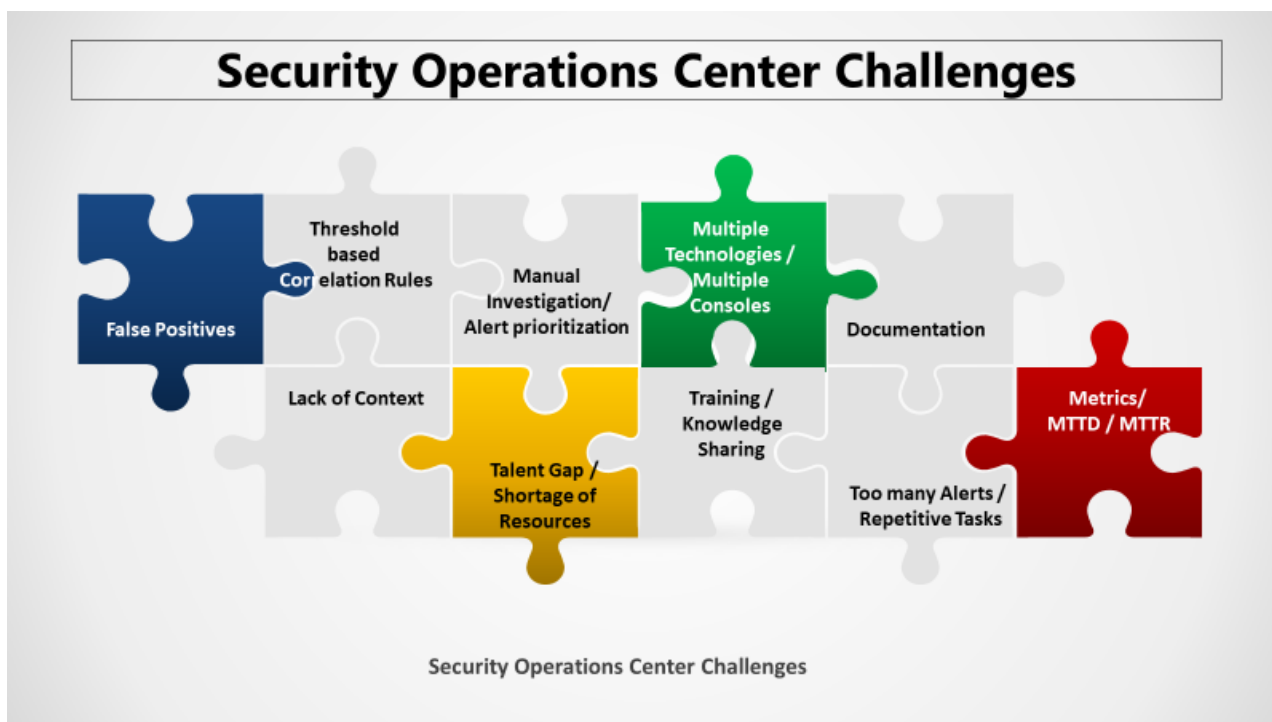 Security Operations Center Challenges
False Positives
Threshold
based
Correlation Rules
Manual
Investigation/
Alert prioritization
Multiple
Technologies /
Multiple
Consoles
Documentation
Lack of Context
Talent Gap /
Shortage of
Resources
Training /
Knowledge
Sharing
Too many Alerts /
Repetitive Tasks
Metrics/
MTTD / MTTR
Security Operations Center Challenges